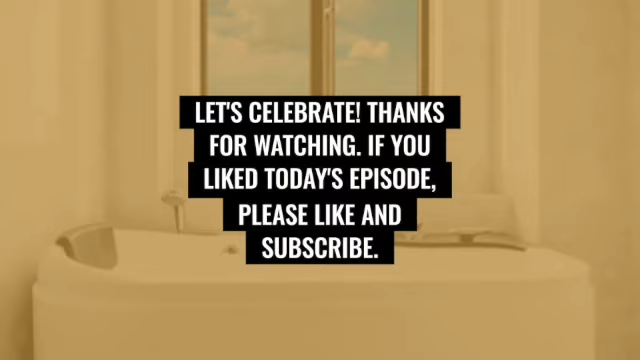 LET'S CELEBRATE! THANKS
FOR WATCHING. IF YOU
LIKED TODAY'S EPISODE,
PLEASE LIKE AND
SUBSCRIBE.